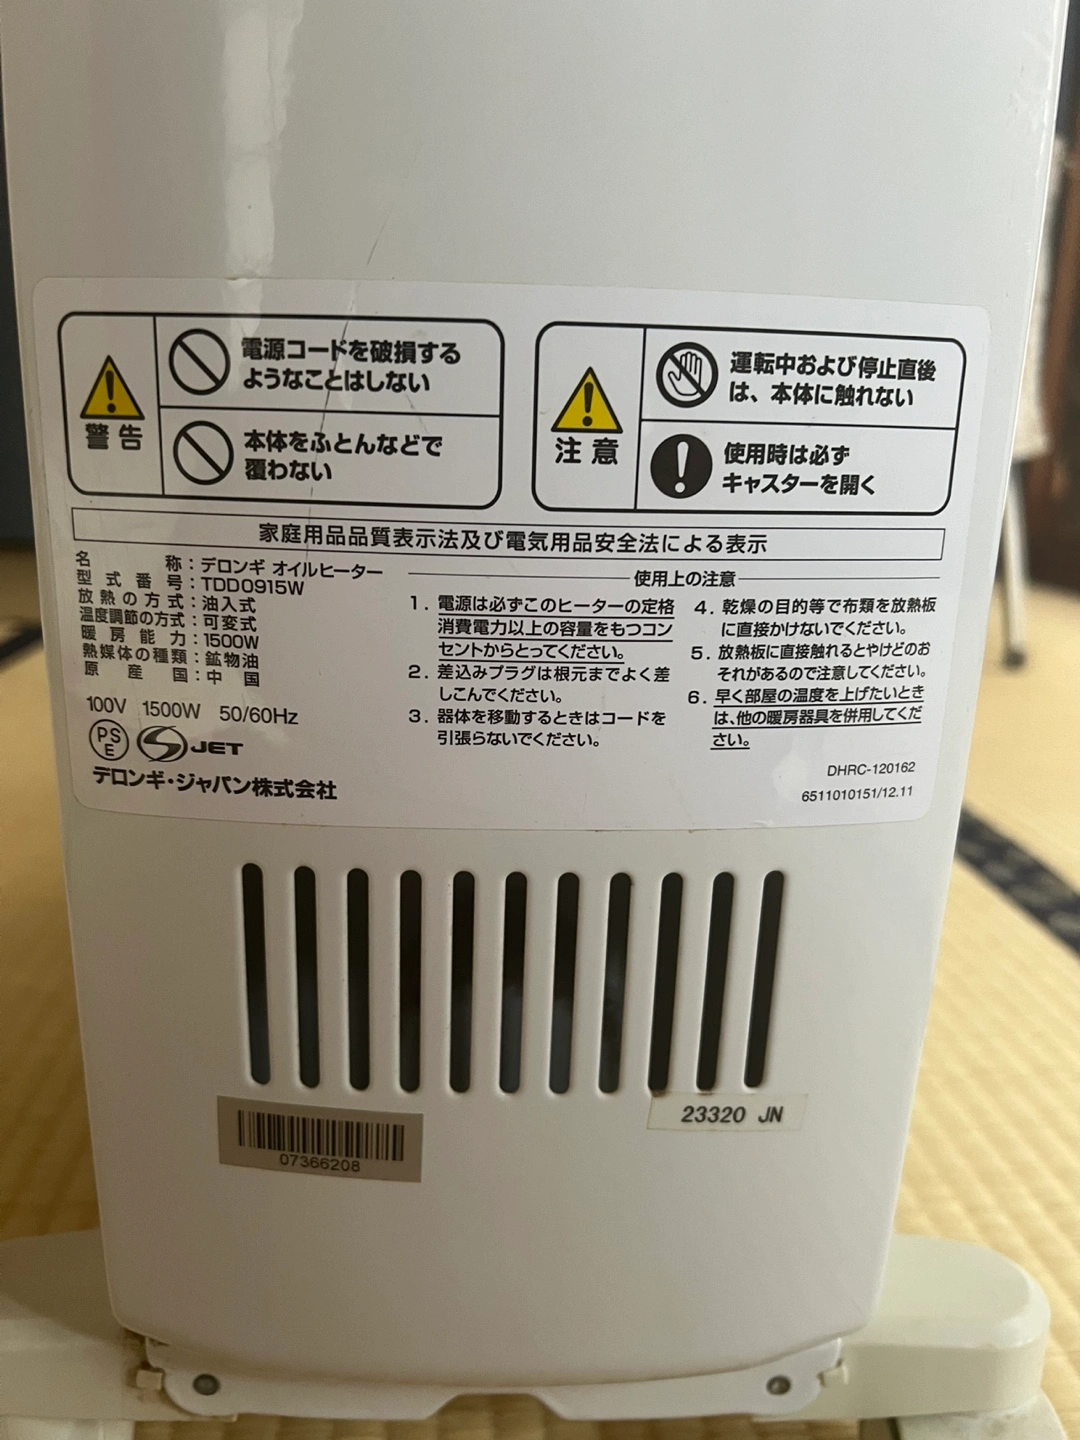 警告
電源コードを破損する
ようなことはしない
本体をふとんなどで
覆わない
注意
運転中および停止直後
は、本体に触れない
使用時は必ず
キャスターを開く
家庭用品品質表示法及び電気用品安全法による表示
名称：デロンギ オイルヒーター
型式番号：TDD0915W
放熱の方式：油入式
温度調節の方式：可変式
暖房能力：1500W
熱媒体の種類：鉱物油
原産国：中国
100V 1500W 50/60Hz
PSE
JET
デロンギ・ジャパン株式会社
使用上の注意
1. 電源は必ずこのヒーターの定格
消費電力以上の容量をもつコン
セントからとってください。
2. 差込みプラグは根元までよく差
しこんでください。
3. 器体を移動するときはコードを
引張らないでください。
4. 乾燥の目的等で布類を放熱板
に直接かけないでください。
5. 放熱板に直接触れるとやけどのお
それがあるので注意してください。
6. 早く部屋の温度を上げたいとき
は、他の暖房器具を併用してくだ
さい。
DHRC-120162
6511010151/12.11
23320 JN
07366208